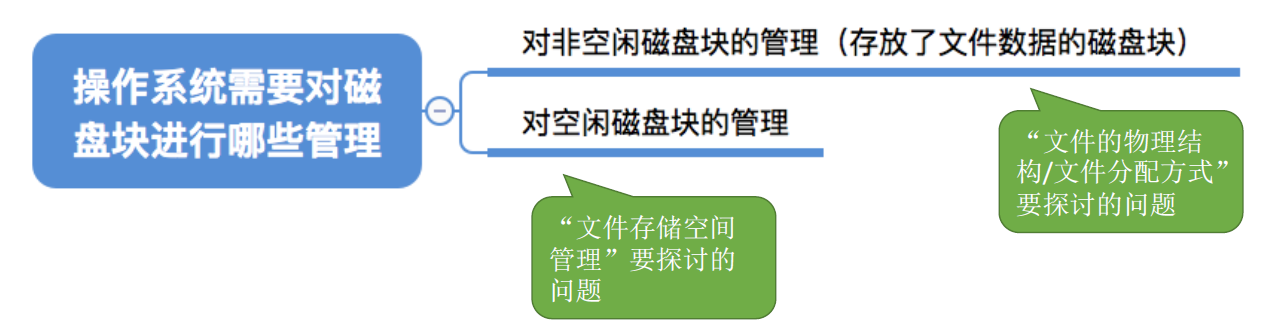 操作系统需要对磁
盘块进行哪些管理
对非空闲磁盘块的管理（存放了文件数据的磁盘块）
对空闲磁盘块的管理
“文件的物理结
构/文件分配方式”
要探讨的问题
“文件存储空间
管理”要探讨的
问题